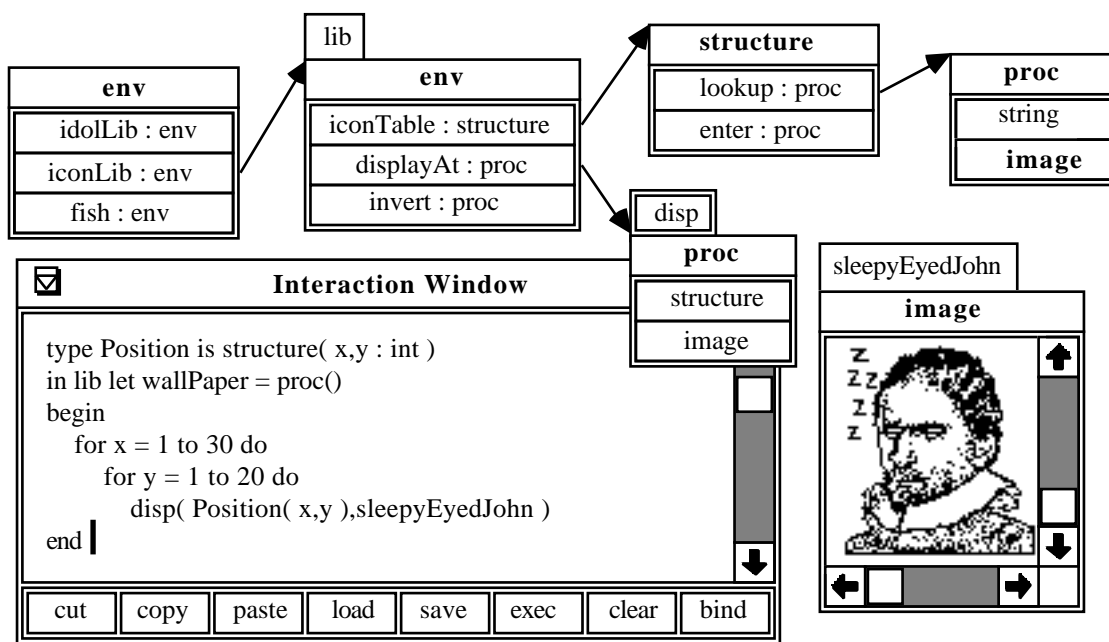 env
idolLib : env
iconLib : env
fish : env
lib
env
iconTable : structure
displayAt : proc
invert : proc
structure
lookup : proc
enter : proc
proc
string
image
disp
proc
structure
image
Interaction Window
type Position is structure( x,y : int )
in lib let wallPaper = proc()
begin
for x = 1 to 30 do
for y = 1 to 20 do
disp( Position( x,y ),sleepyEyedJohn )
end
cut copy paste load save exec clear bind
sleepyEyedJohn
image
z
z z
z
z